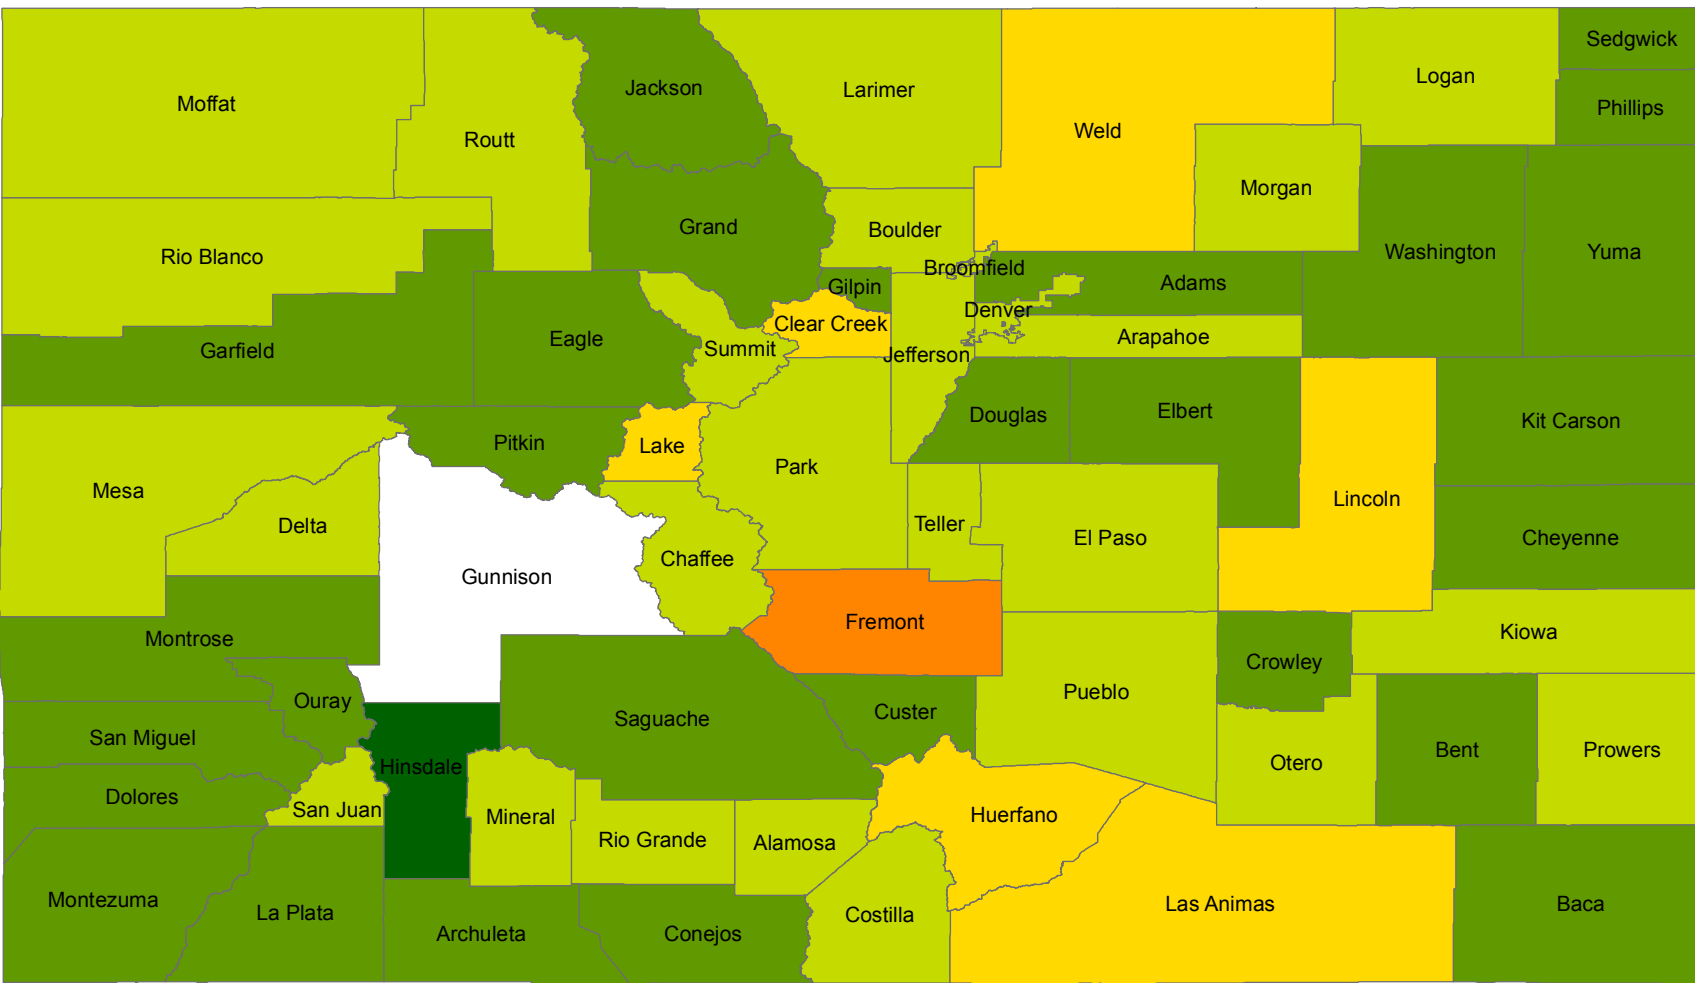 Sedgwick
Logan
Jackson
Larimer
Moffat
Phillips
Weld
Routt
Morgan
Grand
Boulder
Washington
Yuma
Rio Blanco
Broomfield
Adams
Gilpin
Denver
Clear Creek
Arapahoe
Eagle
Summit
Garfield
Jefferson
Elbert
Douglas
Kit Carson
Pitkin
Lake
Park
Mesa
Lincoln
Teller
Delta
El Paso
Cheyenne
Chaffee
Gunnison
Fremont
Kiowa
Montrose
Crowley
Pueblo
Ouray
Custer
Saguache
San Miguel
Bent
Prowers
Otero
Hinsdale
Dolores
San Juan
Huerfano
Mineral
Rio Grande
Alamosa
Montezuma
Las Animas
Baca
La Plata
Costilla
Archuleta
Conejos